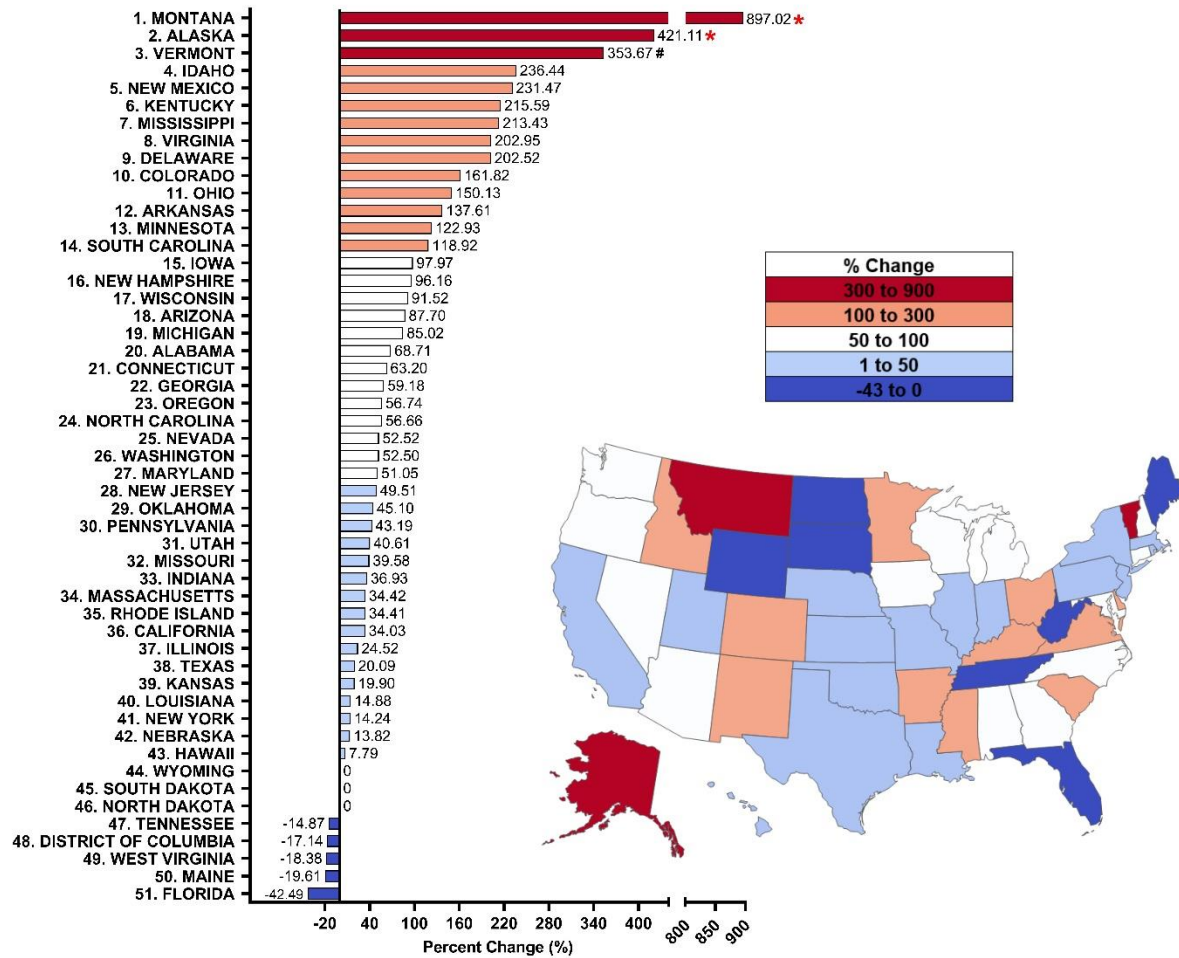 1. MONTANA 897.02 *
2. ALASKA 421.11 *
3. VERMONT 353.67 #
4. IDAHO 236.44
5. NEW MEXICO 231.47
6. KENTUCKY 215.59
7. MISSISSIPPI 213.43
8. VIRGINIA 202.95
9. DELAWARE 202.52
10. COLORADO 161.82
11. OHIO 150.13
12. ARKANSAS 137.61
13. MINNESOTA 122.93
14. SOUTH CAROLINA 118.92
15. IOWA 97.97
16. NEW HAMPSHIRE 96.16
17. WISCONSIN 91.52
18. ARIZONA 87.70
19. MICHIGAN 85.02
20. ALABAMA 68.71
21. CONNECTICUT 63.20
22. GEORGIA 59.18
23. OREGON 56.74
24. NORTH CAROLINA 56.66
25. NEVADA 52.52
26. WASHINGTON 52.50
27. MARYLAND 51.05
28. NEW JERSEY 49.51
29. OKLAHOMA 45.10
30. PENNSYLVANIA 43.19
31. UTAH 40.61
32. MISSOURI 39.58
33. INDIANA 36.93
34. MASSACHUSETTS 34.42
35. RHODE ISLAND 34.41
36. CALIFORNIA 34.03
37. ILLINOIS 24.52
38. TEXAS 20.09
39. KANSAS 19.90
40. LOUISIANA 14.88
41. NEW YORK 14.24
42. NEBRASKA 13.82
43. HAWAII 7.79
44. WYOMING 0
45. SOUTH DAKOTA 0
46. NORTH DAKOTA 0
47. TENNESSEE -14.87
48. DISTRICT OF COLUMBIA -17.14
49. WEST VIRGINIA -18.38
50. MAINE -19.61
51. FLORIDA -42.49
-20 40 100 160 220 280 340 400 800 850 900
Percent Change (%)
% Change
300 to 900
100 to 300
50 to 100
1 to 50
-43 to 0